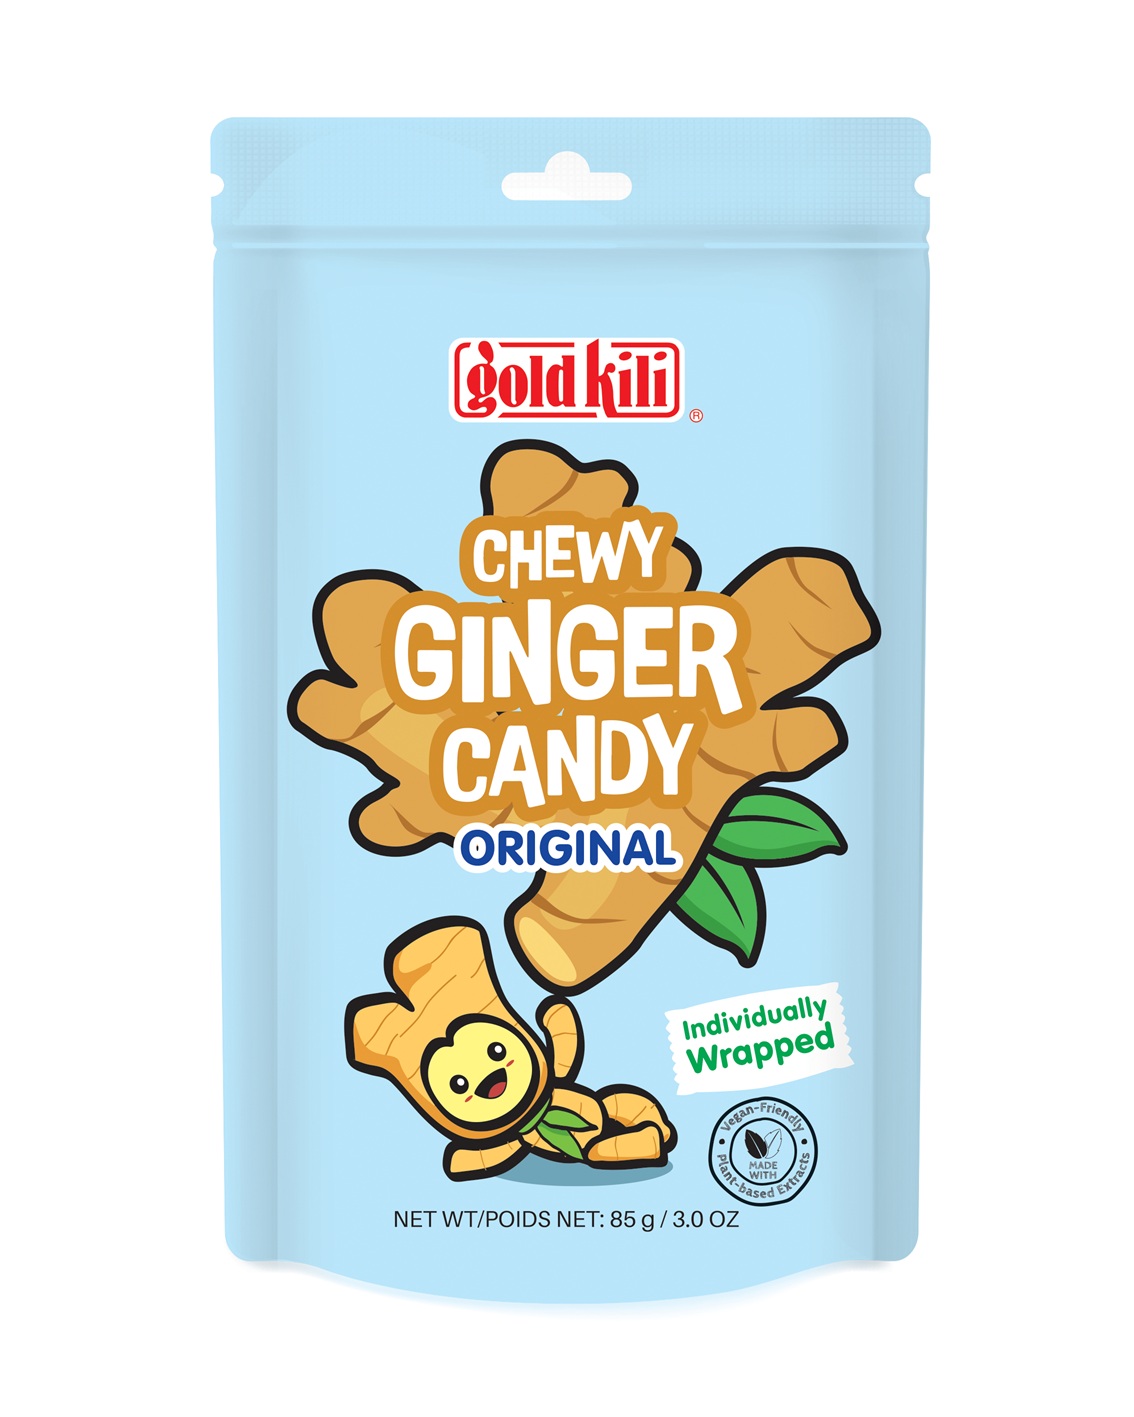 gold kili
®
CHEWY
GINGER
CANDY
ORIGINAL
Individually
Wrapped
Vegan-Friendly
MADE
WITH
Plant-based Extracts
NET WT/POIDS NET: 85 g / 3.0 OZ